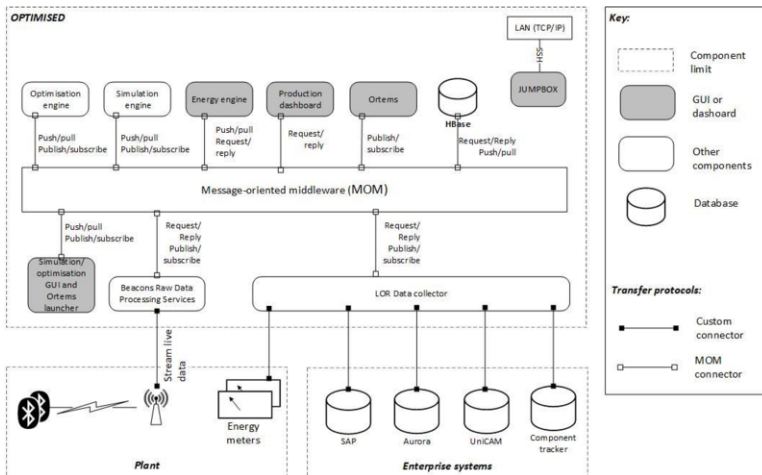 OPTIMISED
LAN (TCP/IP)
SSH
JUMPBOX
Optimisation
engine
Simulation
engine
Energy engine
Production
dashboard
Ortems
HBase
Push/pull
Publish/subscribe
Push/pull
Publish/subscribe
Push/pull
Request/
reply
Request/
reply
Publish/
subscribe
Request/Reply
Push/pull
Message-oriented middleware (MOM)
Push/pull
Publish/subscribe
Request/
Reply
Publish/
subscribe
Request/
Reply
Publish/
subscribe
Simulation/
optimisation
GUI and
Ortems
launcher
Beacons Raw Data
Processing Services
LOR Data collector
Stream live
data
Energy
meters
Plant
SAP
Aurora
UniCAM
Component
tracker
Enterprise systems
Key:
Component
limit
GUI or
dashoard
Other
components
Database
Transfer protocols:
Custom
connector
MOM
connector